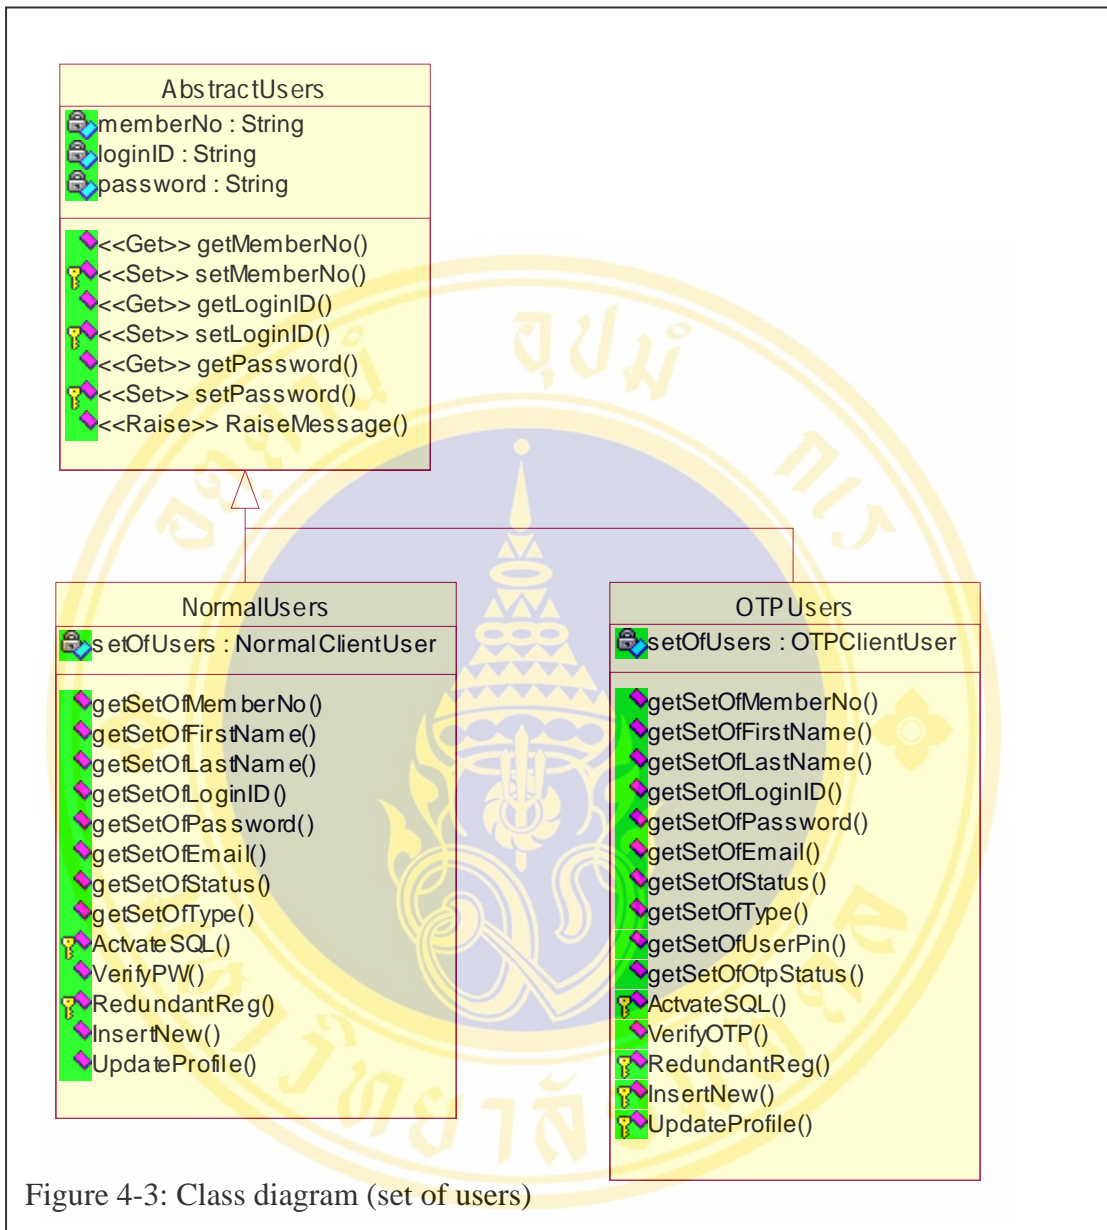 AbstractUsers
memberNo : String
loginID : String
password : String
<<Get>> getMemberNo()
<<Set>> setMemberNo()
<<Get>> getLoginID()
<<Set>> setLoginID()
<<Get>> getPassword()
<<Set>> setPassword()
<<Raise>> RaiseMessage()
NormalUsers
setOfUsers : NormalClientUser
getSetOfMemberNo()
getSetOfFirstName()
getSetOfLastName()
getSetOfLoginID()
getSetOfPassword()
getSetOfEmail()
getSetOfStatus()
getSetOfType()
ActvateSQL()
VerifyPW()
RedundantReg()
InsertNew()
UpdateProfile()
OTPUsers
setOfUsers : OTPClientUser
getSetOfMemberNo()
getSetOfFirstName()
getSetOfLastName()
getSetOfLoginID()
getSetOfPassword()
getSetOfEmail()
getSetOfStatus()
getSetOfType()
getSetOfUserPin()
getSetOfOtpStatus()
ActvateSQL()
VerifyOTP()
RedundantReg()
InsertNew()
UpdateProfile()
Figure 4-3: Class diagram (set of users)